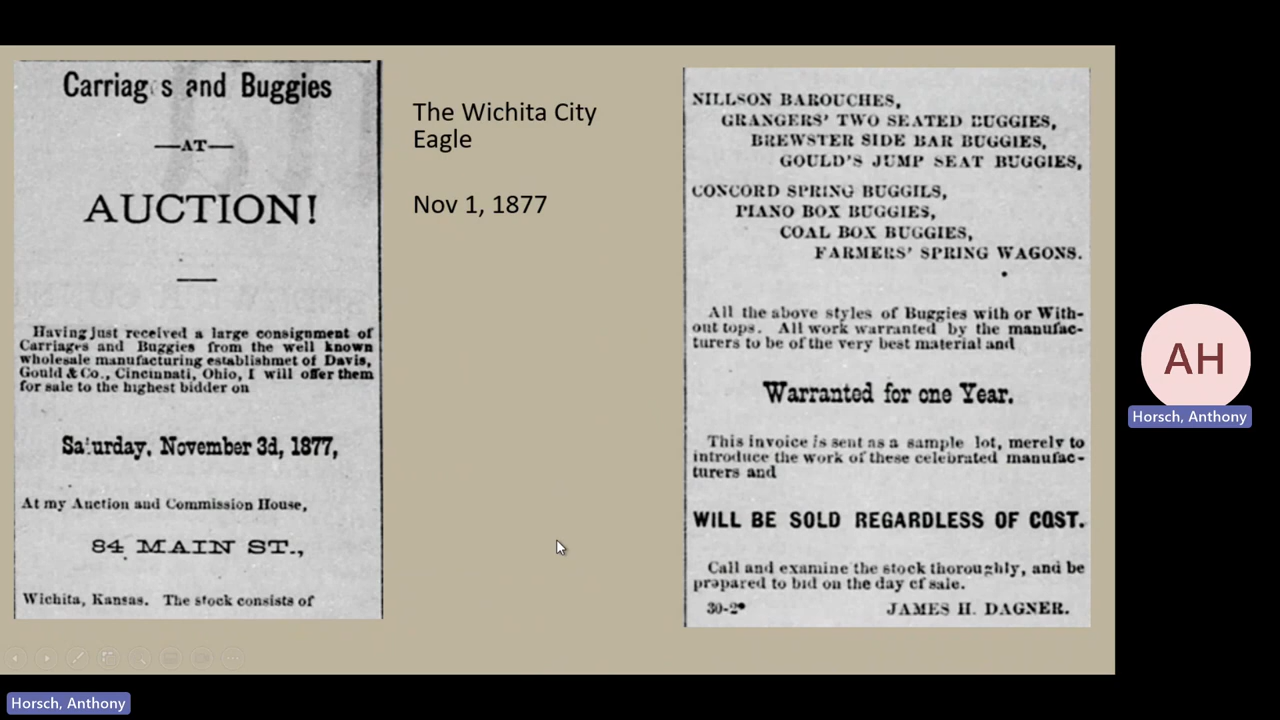 Carriag s and Buggies
—AT—
AUCTION!
Having just received a large consignment of
Carriages and Buggies from the well known
wholesale manufacturing establishmet of Davis,
Gould & Co., Cincinnati, Ohio, I will offer them
for sale to the highest bidder on
Saturday, November 3d, 1877,
At my Auction and Commission House,
84 MAIN ST.,
Wichita, Kansas. The stock consists of
The Wichita City
Eagle
Nov 1, 1877
NILLSON BAROUCHES,
GRANGERS' TWO SEATED BUGGIES,
BREWSTER SIDE BAR BUGGIES,
GOULD'S JUMP SEAT BUGGIES,
CONCORD SPRING BUGGILS,
PIANO BOX BUGGIES,
COAL BOX BUGGIES,
FARMERS' SPRING WAGONS.
All the above styles of Buggies with or With-
out tops. All work warranted by the manufac-
turers to be of the very best material and
Warranted for one Year.
This invoice is sent as a sample lot, merely to
introduce the work of these celebrated manufac-
turers and
WILL BE SOLD REGARDLESS OF COST.
Call and examine the stock thoroughly, and be
prepared to bid on the day of sale.
30-2*
JAMES H. DAGNER.
AH
Horsch, Anthony
Horsch, Anthony